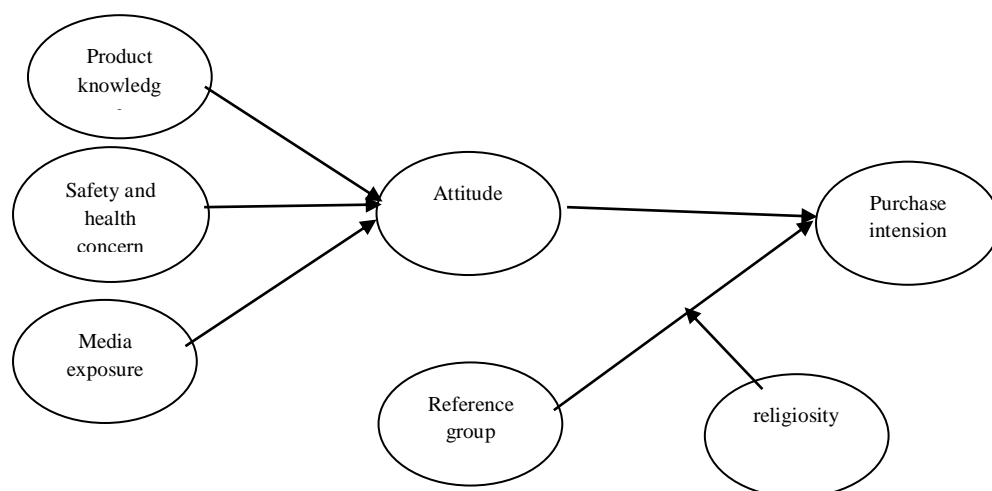 Product
knowledg
Safety and
health
concern
Media
exposure
Attitude
Purchase
intension
Reference
group
religiosity